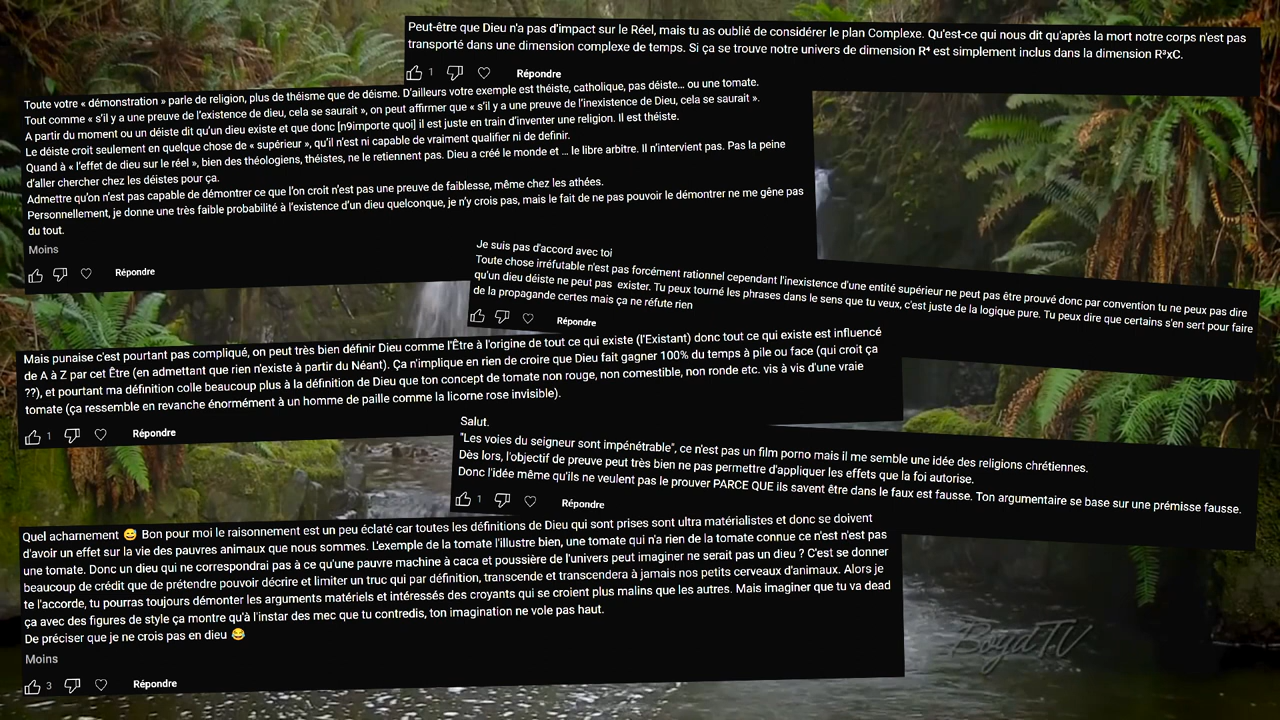 Peut-être que Dieu n'a pas d'impact sur le Réel, mais tu as oublié de considérer le plan Complexe. Qu'est-ce qui nous dit qu'après la mort notre corps n'est pas
transporté dans une dimension complexe de temps. Si ça se trouve notre univers de dimension R⁴ est simplement inclus dans la dimension R³xC.
1 Répondre
Toute votre « démonstration » parle de religion, plus de théisme que de déisme. D'ailleurs votre exemple est théiste, catholique, pas déiste... ou une tomate.
Tout comme « s'il y a une preuve de l'existence de dieu, cela se saurait », on peut affirmer que « s'il y a une preuve de l'inexistence de Dieu, cela se saurait ».
A partir du moment ou un déiste dit qu'un dieu existe et que donc [n9importe quoi] il est juste en train d'inventer une religion. Il est théiste.
Le déiste croit seulement en quelque chose de « supérieur », qu'il n'est ni capable de vraiment qualifier ni de definir.
Quand à « l'effet de dieu sur le réel », bien des théologiens, théistes, ne le retiennent pas. Dieu a créé le monde et ... le libre arbitre. Il n'intervient pas. Pas la peine
d'aller chercher chez les déistes pour ça.
Admettre qu'on n'est pas capable de démontrer ce que l'on croit n'est pas une preuve de faiblesse, même chez les athées.
Personnellement, je donne une très faible probabilité à l'existence d'un dieu quelconque, je n'y crois pas, mais le fait de ne pas pouvoir le démontrer ne me gêne pas
du tout.
Moins
Répondre
Je suis pas d'accord avec toi
Toute chose irréfutable n'est pas forcément rationnel cependant l'inexistence d'une entité supérieur ne peut pas être prouvé donc par convention tu ne peux pas dire
qu'un dieu déiste ne peut pas exister. Tu peux tourné les phrases dans le sens que tu veux, c'est juste de la logique pure. Tu peux dire que certains s'en sert pour faire
de la propagande certes mais ça ne réfute rien
Répondre
Mais punaise c'est pourtant pas compliqué, on peut très bien définir Dieu comme l'Être à l'origine de tout ce qui existe (l'Existant) donc tout ce qui existe est influencé
de A à Z par cet Être (en admettant que rien n'existe à partir du Néant). Ça n'implique en rien de croire que Dieu fait gagner 100% du temps à pile ou face (qui croit ça
??), et pourtant ma définition colle beaucoup plus à la définition de Dieu que ton concept de tomate non rouge, non comestible, non ronde etc. vis à vis d'une vraie
tomate (ça ressemble en revanche énormément à un homme de paille comme la licorne rose invisible).
1 Répondre
Salut.
"Les voies du seigneur sont impénétrable", ce n'est pas un film porno mais il me semble une idée des religions chrétiennes.
Dès lors, l'objectif de preuve peut très bien ne pas permettre d'appliquer les effets que la foi autorise.
Donc l'idée même qu'ils ne veulent pas le prouver PARCE QUE ils savent être dans le faux est fausse. Ton argumentaire se base sur une prémisse fausse.
1 Répondre
Quel acharnement 😅 Bon pour moi le raisonnement est un peu éclaté car toutes les définitions de Dieu qui sont prises sont ultra matérialistes et donc se doivent
d'avoir un effet sur la vie des pauvres animaux que nous sommes. L'exemple de la tomate l'illustre bien, une tomate qui n'a rien de la tomate connue ce n'est n'est pas
une tomate. Donc un dieu qui ne correspondrai pas à ce qu'une pauvre machine à caca et poussière de l'univers peut imaginer ne serait pas un dieu ? C'est se donner
beaucoup de crédit que de prétendre pouvoir décrire et limiter un truc qui par définition, transcende et transcendera à jamais nos petits cerveaux d'animaux. Alors je
te l'accorde, tu pourras toujours démonter les arguments matériels et intéressés des croyants qui se croient plus malins que les autres. Mais imaginer que tu va dead
ça avec des figures de style ça montre qu'à l'instar des mec que tu contredis, ton imagination ne vole pas haut.
De préciser que je ne crois pas en dieu 😂
Moins
3 Répondre
BoydTV